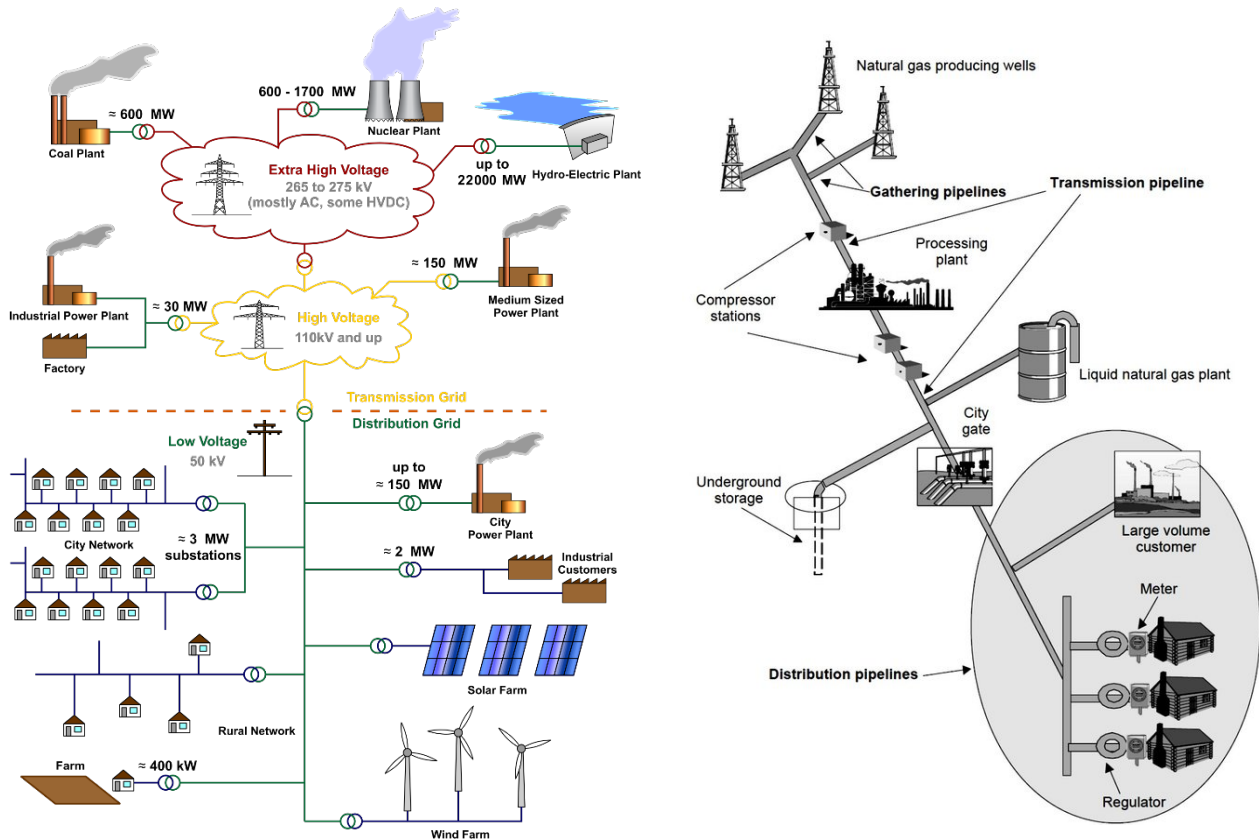 ≈ 600 MW
Coal Plant
600 - 1700 MW
Nuclear Plant
up to
22000 MW
Hydro-Electric Plant
Extra High Voltage
265 to 275 kV
(mostly AC, some HVDC)
≈ 150 MW
Medium Sized
Power Plant
Industrial Power Plant
≈ 30 MW
Factory
High Voltage
110kV and up
Transmission Grid
Distribution Grid
Low Voltage
50 kV
up to
≈ 150 MW
City
Power Plant
City Network
≈ 3 MW
substations
≈ 2 MW
Industrial
Customers
Solar Farm
Rural Network
Farm
≈ 400 kW
Wind Farm
Natural gas producing wells
Gathering pipelines
Transmission pipeline
Processing
plant
Compressor
stations
Liquid natural gas plant
City
gate
Underground
storage
Large volume
customer
Meter
Distribution pipelines
Regulator